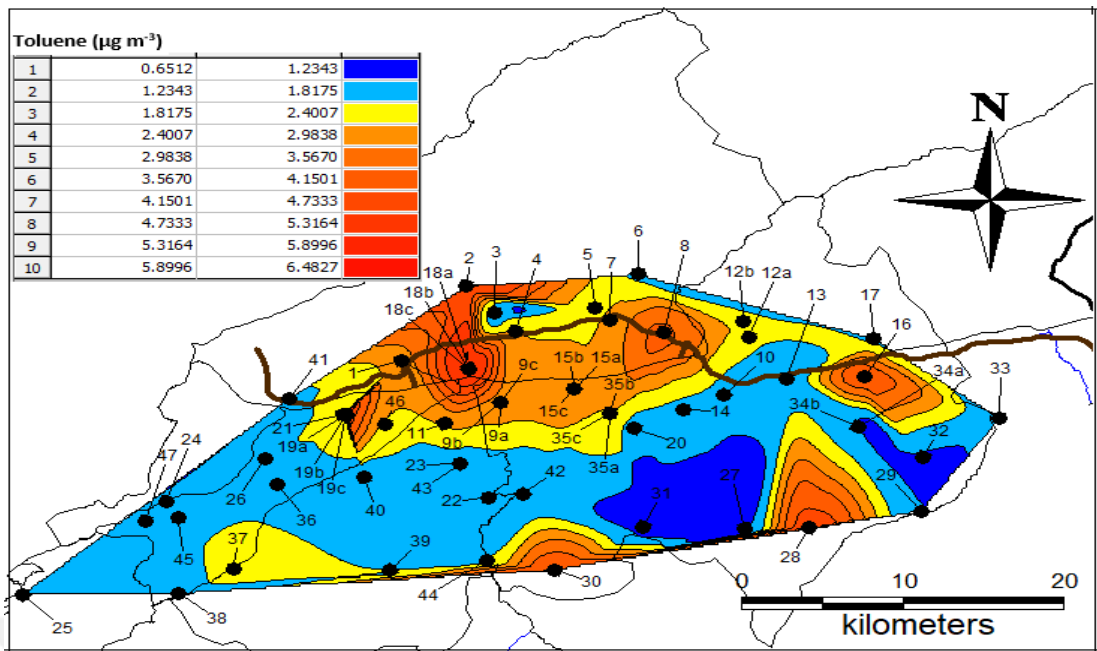 Toluene (µg m-³)
1 0.6512 1.2343
2 1.2343 1.8175
3 1.8175 2.4007
4 2.4007 2.9838
5 2.9838 3.5670
6 3.5670 4.1501
7 4.1501 4.7333
8 4.7333 5.3164
9 5.3164 5.8996
10 5.8996 6.4827
N
6
2
3
4
5
7
8
12b
12a
18a
18b
18c
13
17
16
1
41
9c
15b
15a
10
34a
33
35b
46
15c
34b
21
11
9b
9a
35c
14
20
32
19a
24
47
19b
23
35a
19c
43
22
42
29
26
36
40
31
27
45
37
39
28
44
30
25
38
0 10 20
kilometers